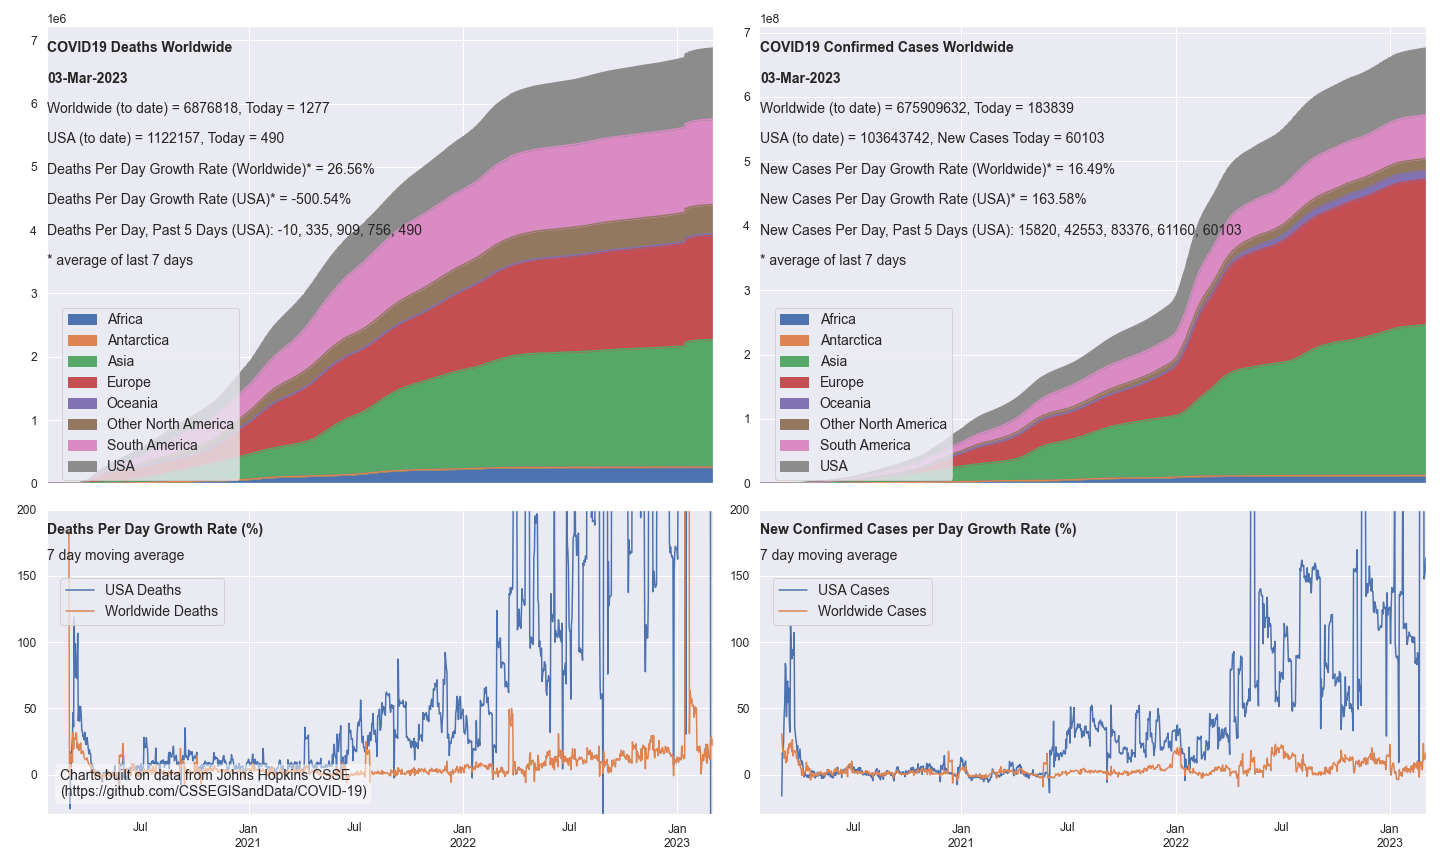 1e6
COVID19 Deaths Worldwide
03-Mar-2023
Worldwide (to date) = 6876818, Today = 1277
USA (to date) = 1122157, Today = 490
Deaths Per Day Growth Rate (Worldwide)* = 26.56%
Deaths Per Day Growth Rate (USA)* = -500.54%
Deaths Per Day, Past 5 Days (USA): -10, 335, 909, 756, 490
* average of last 7 days
7
6
5
4
3
2
1
0
Africa
Antarctica
Asia
Europe
Oceania
Other North America
South America
USA
1e8
COVID19 Confirmed Cases Worldwide
03-Mar-2023
Worldwide (to date) = 675909632, Today = 183839
USA (to date) = 103643742, New Cases Today = 60103
New Cases Per Day Growth Rate (Worldwide)* = 16.49%
New Cases Per Day Growth Rate (USA)* = 163.58%
New Cases Per Day, Past 5 Days (USA): 15820, 42553, 83376, 61160, 60103
* average of last 7 days
7
6
5
4
3
2
1
0
Africa
Antarctica
Asia
Europe
Oceania
Other North America
South America
USA
Deaths Per Day Growth Rate (%)
7 day moving average
USA Deaths
Worldwide Deaths
200
150
100
50
0
Charts built on data from Johns Hopkins CSSE
(https://github.com/CSSEGISandData/COVID-19)
Jul Jan Jul Jan Jul Jan
2021 2022 2023
New Confirmed Cases per Day Growth Rate (%)
7 day moving average
USA Cases
Worldwide Cases
200
150
100
50
0
Jul Jan Jul Jan Jul Jan
2021 2022 2023